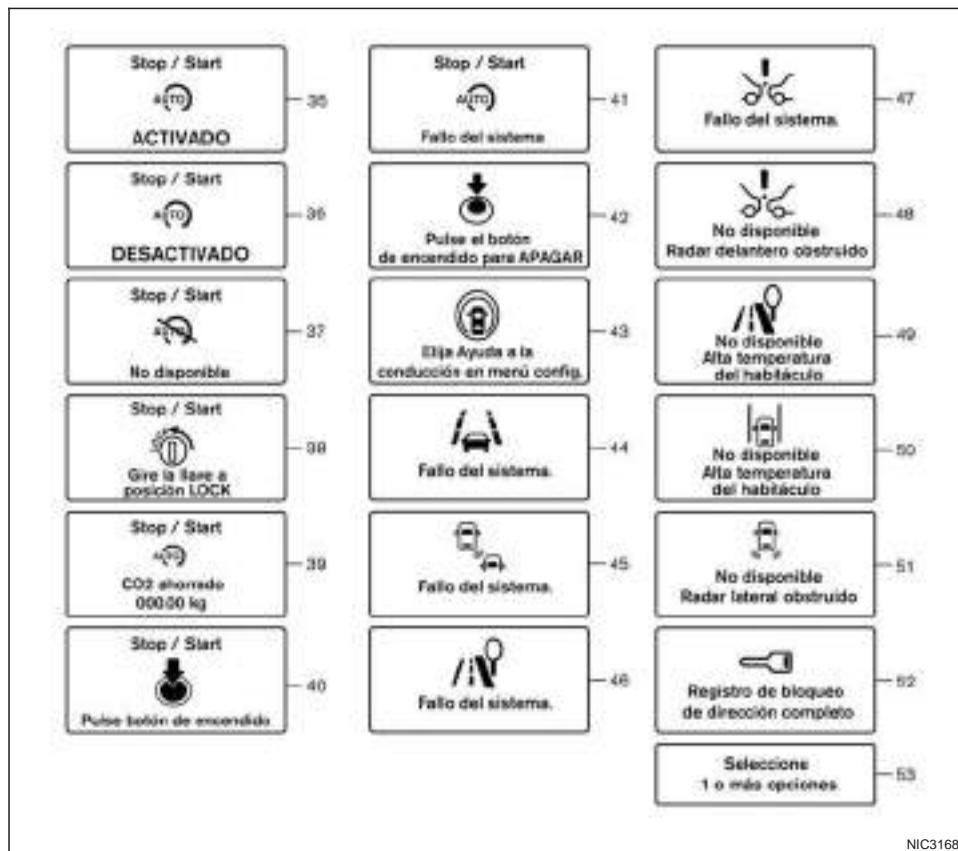 Stop / Start
AUTO
ACTIVADO
35
Stop / Start
AUTO
DESACTIVADO
36
Stop / Start
AUTO
No disponible
37
Stop / Start
Gire la llave a
posición LOCK
38
Stop / Start
AUTO
CO2 ahorrado
000.00 kg
39
Stop / Start
Pulse botón de encendido
40
Stop / Start
AUTO
Fallo del sistema
41
Pulse el botón
de encendido para APAGAR
42
Elija Ayuda a la
conducción en menú config.
43
Fallo del sistema.
44
Fallo del sistema.
45
Fallo del sistema.
46
Fallo del sistema.
47
No disponible
Radar delantero obstruido
48
No disponible
Alta temperatura
del habitáculo
49
No disponible
Alta temperatura
del habitáculo
50
No disponible
Radar lateral obstruido
51
Registro de bloqueo
de dirección completo
52
Seleccione
1 o más opciones
53
NIC3168